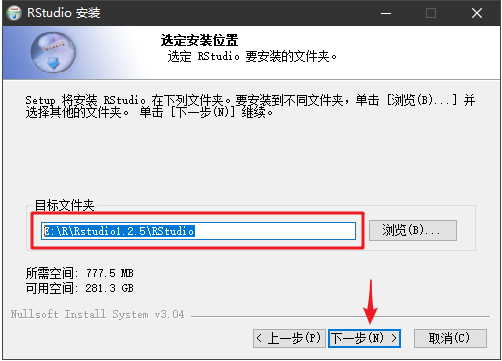 RStudio 安装
选定安装位置
选定 RStudio 要安装的文件夹。
Setup 将安装 RStudio 在下列文件夹。要安装到不同文件夹，单击 [浏览(B)...] 并
选择其他的文件夹。 单击 [下一步(N)] 继续。
目标文件夹
E:\R\Rstudio1.2.5\RStudio
浏览(B)...
所需空间: 777.5 MB
可用空间: 281.3 GB
Nullsoft Install System v3.04
< 上一步(P)
下一步(N) >
取消(C)